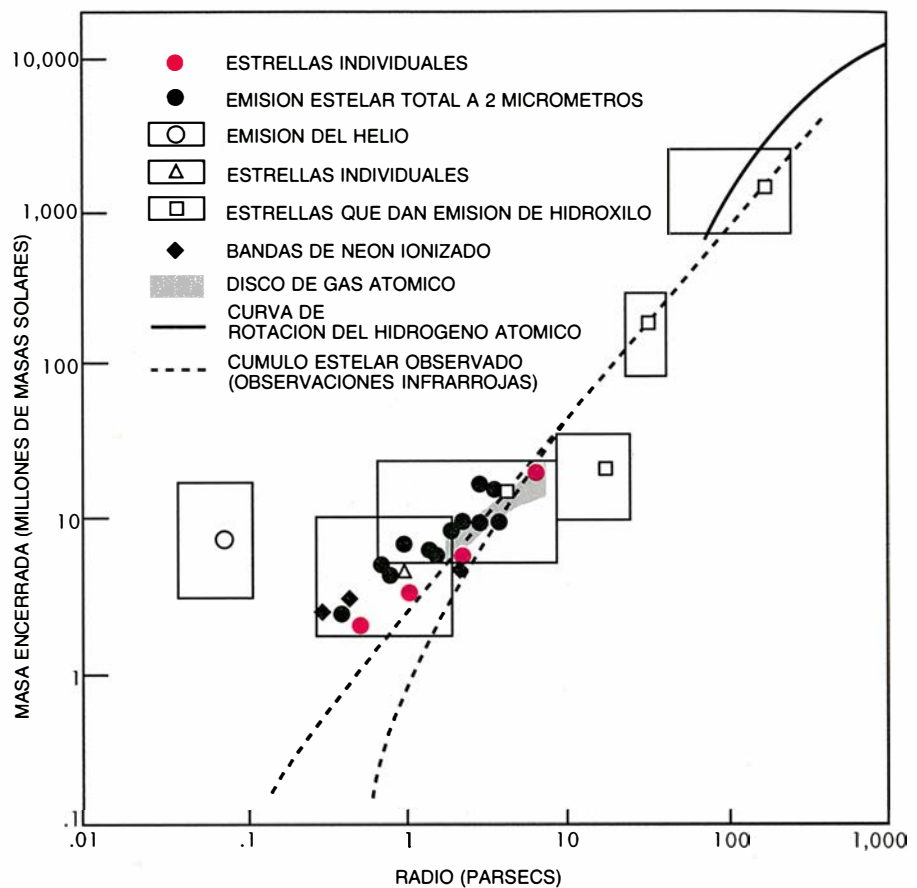 10,000
1,000
100
10
1
.1
MASA ENCERRADA (MILLONES DE MASAS SOLARES)
ESTRELLAS INDIVIDUALES
EMISION ESTELAR TOTAL A 2 MICROMETROS
EMISION DEL HELIO
ESTRELLAS INDIVIDUALES
ESTRELLAS QUE DAN EMISION DE HIDROXILO
BANDAS DE NEON IONIZADO
DISCO DE GAS ATOMICO
CURVA DE
ROTACION DEL HIDROGENO ATOMICO
CUMULO ESTELAR OBSERVADO
(OBSERVACIONES INFRARROJAS)
.01 .1 1 10 100 1,000
RADIO (PARSECS)